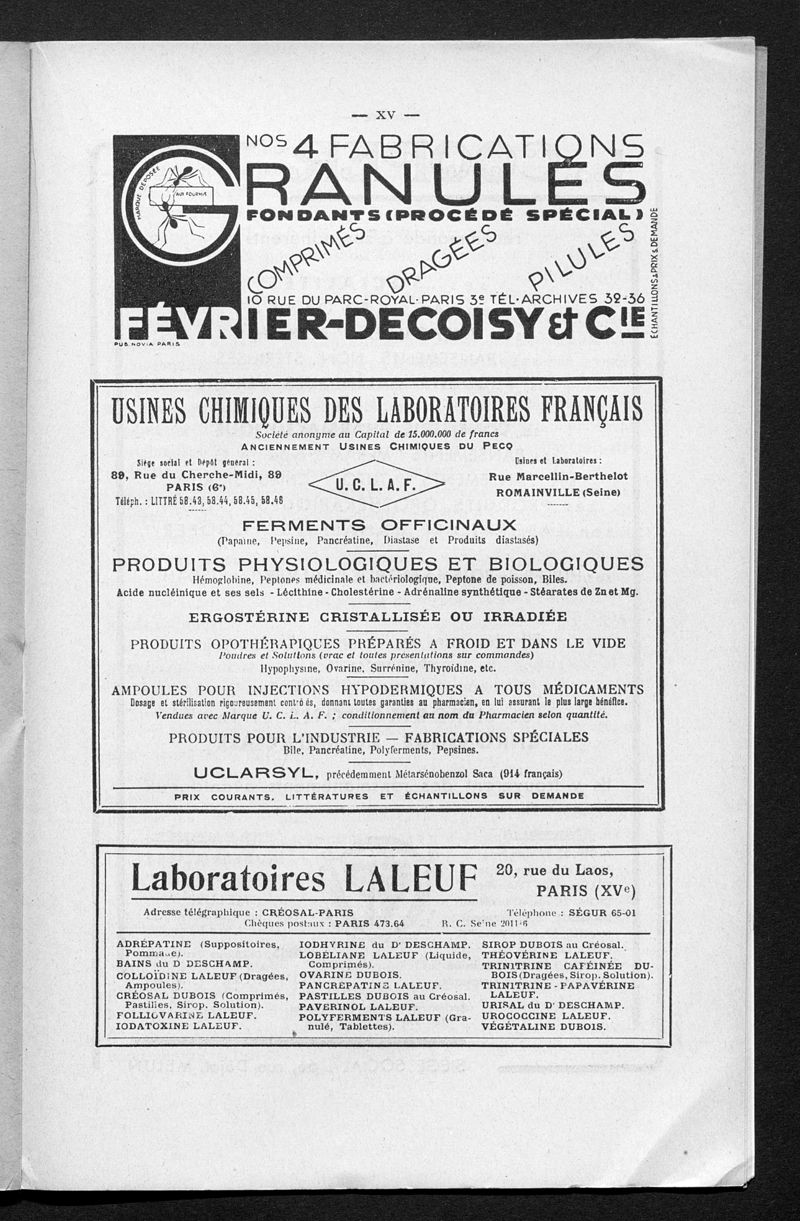 — XV —
NOS 4 FABRICATIONS
GRANULÉS
MARQUE DÉPOSÉE
AUX FOURMIS
FONDANTS (PROCÉDÉ SPÉCIAL)
COMPRIMÉS
DRAGÉES
PILULES
ÉCHANTILLONS & PRIX S. DEMANDE
10 RUE DU PARC-ROYAL·PARIS 3e TÉL·ARCHIVES 32-36
FÉVRIER-DECOISY & CIE
PUB. NOVIA PARIS
USINES CHIMIQUES DES LABORATOIRES FRANÇAIS
Société anonyme au Capital de 15.000.000 de francs
ANCIENNEMENT USINES CHIMIQUES DU PECQ
Siège social et Dépôt général :
89, Rue du Cherche-Midi, 89
PARIS (6e)
Téléph. : LITTRÉ 58.43, 58.44, 58.45, 58.46
U. C. L. A. F.
Usines et Laboratoires :
Rue Marcellin-Berthelot
ROMAINVILLE (Seine)
FERMENTS OFFICINAUX
(Papaïne, Pepsine, Pancréatine, Diastase et Produits diastasés)
PRODUITS PHYSIOLOGIQUES ET BIOLOGIQUES
Hémoglobine, Peptones médicinale et bactériologique, Peptone de poisson, Biles.
Acide nucléinique et ses sels - Lécithine - Cholestérine - Adrénaline synthétique - Stéarates de Zn et Mg.
ERGOSTÉRINE CRISTALLISÉE OU IRRADIÉE
PRODUITS OPOTHÉRAPIQUES PRÉPARÉS A FROID ET DANS LE VIDE
Poudres et Solutions (vrac et toutes présentations sur commandes)
Hypophysine, Ovarine, Surrénine, Thyroïdine, etc.
AMPOULES POUR INJECTIONS HYPODERMIQUES A TOUS MÉDICAMENTS
Dosage et stérilisation rigoureusement contrôlés, donnant toutes garanties au pharmacien, en lui assurant le plus large bénéfice.
Vendues avec Marque U. C. L. A. F. ; conditionnement au nom du Pharmacien selon quantité.
PRODUITS POUR L'INDUSTRIE — FABRICATIONS SPÉCIALES
Bile, Pancréatine, Polyferments, Pepsines.
UCLARSYL, précédemment Métarsénobenzol Saca (914 français)
PRIX COURANTS, LITTÉRATURES ET ÉCHANTILLONS SUR DEMANDE
Laboratoires LALEUF
20, rue du Laos,
PARIS (XVe)
Adresse télégraphique : CRÉOSAL-PARIS
Téléphone : SÉGUR 65-01
Chèques postaux : PARIS 473.64 R. C. Seine
ADRÉPATINE (Suppositoires,
Pommade).
BAINS du D DESCHAMP.
COLLOÏDINE LALEUF (Dragées,
Ampoules).
CRÉOSAL DUBOIS (Comprimés,
Pastilles, Sirop, Solution).
FOLLIOVARINE LALEUF.
IODATOXINE LALEUF.
IODHYRINE du Dr DESCHAMP.
LOBÉLIANE LALEUF (Liquide,
Comprimés).
OVARINE DUBOIS.
PANCREPATINE LALEUF.
PASTILLES DUBOIS au Créosal.
PAVERINOL LALEUF.
POLYFERMENTS LALEUF (Gra-
nulé, Tablettes).
SIROP DUBOIS au Créosal.
THÉOVÉRINE LALEUF.
TRINITRINE CAFÉINÉE DU-
BOIS (Dragées, Sirop, Solution).
TRINITRINE - PAPAVÉRINE
LALEUF.
URISAL du Dr DESCHAMP.
UROCOCCINE LALEUF.
VÉGÉTALINE DUBOIS.